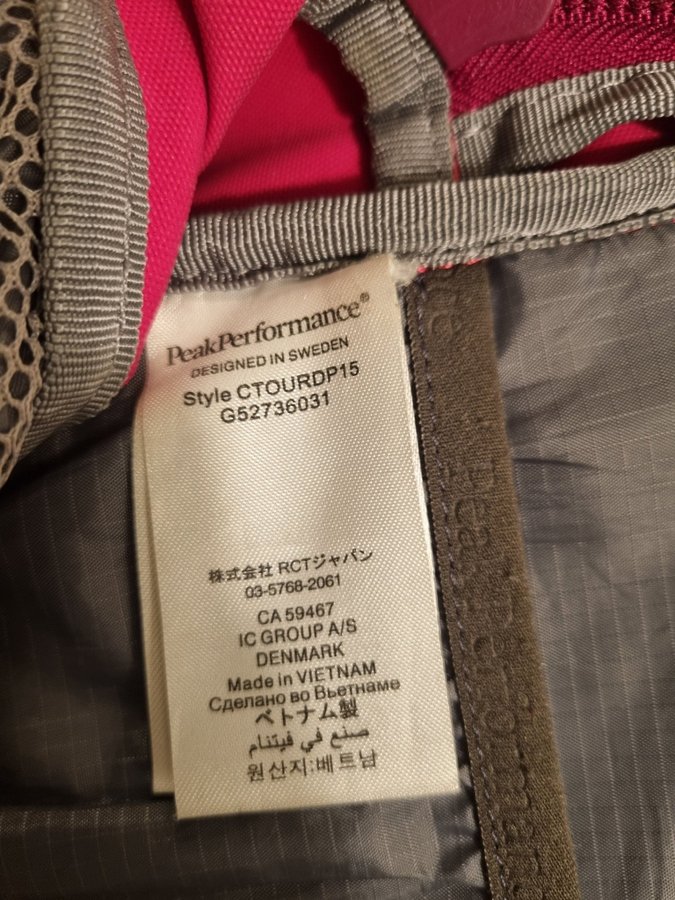 PeakPerformance®
DESIGNED IN SWEDEN
Style CTOURDP15
G52736031
株式会社 RCTジャパン
03-5768-2061
CA 59467
IC GROUP A/S
DENMARK
Made in VIETNAM
Сделано во Вьетнаме
ベトナム製
صنع في فيتنام
원산지:베트남